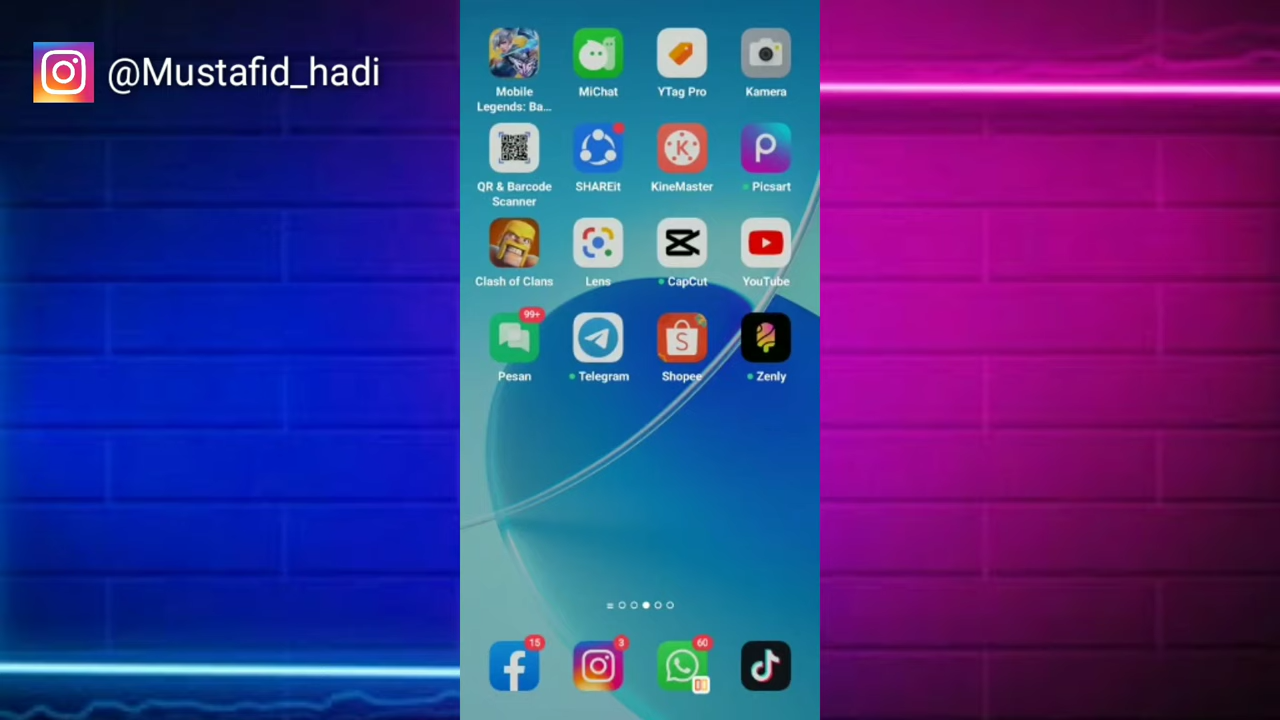 @Mustafid_hadi
Mobile
Legends: Ba...
MiChat
YTag Pro
Kamera
QR & Barcode
Scanner
SHAREit
KineMaster
Picsart
Clash of Clans
Lens
CapCut
YouTube
99+
Pesan
Telegram
Shopee
Zenly
15
3
60